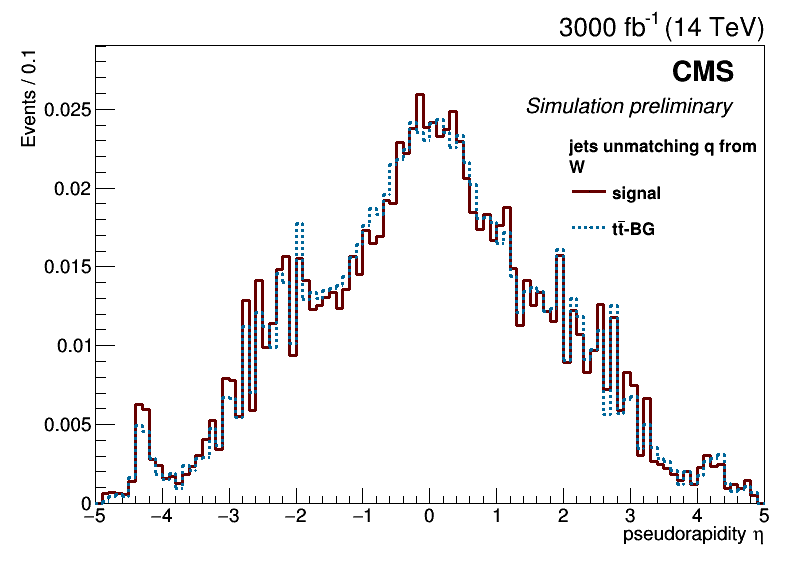 3000 fb⁻¹ (14 TeV)
CMS
Simulation preliminary
jets unmatching q from
W
signal
tt̄-BG
Events / 0.1
0.025
0.02
0.015
0.01
0.005
0
−5 −4 −3 −2 −1 0 1 2 3 4 5
pseudorapidity η